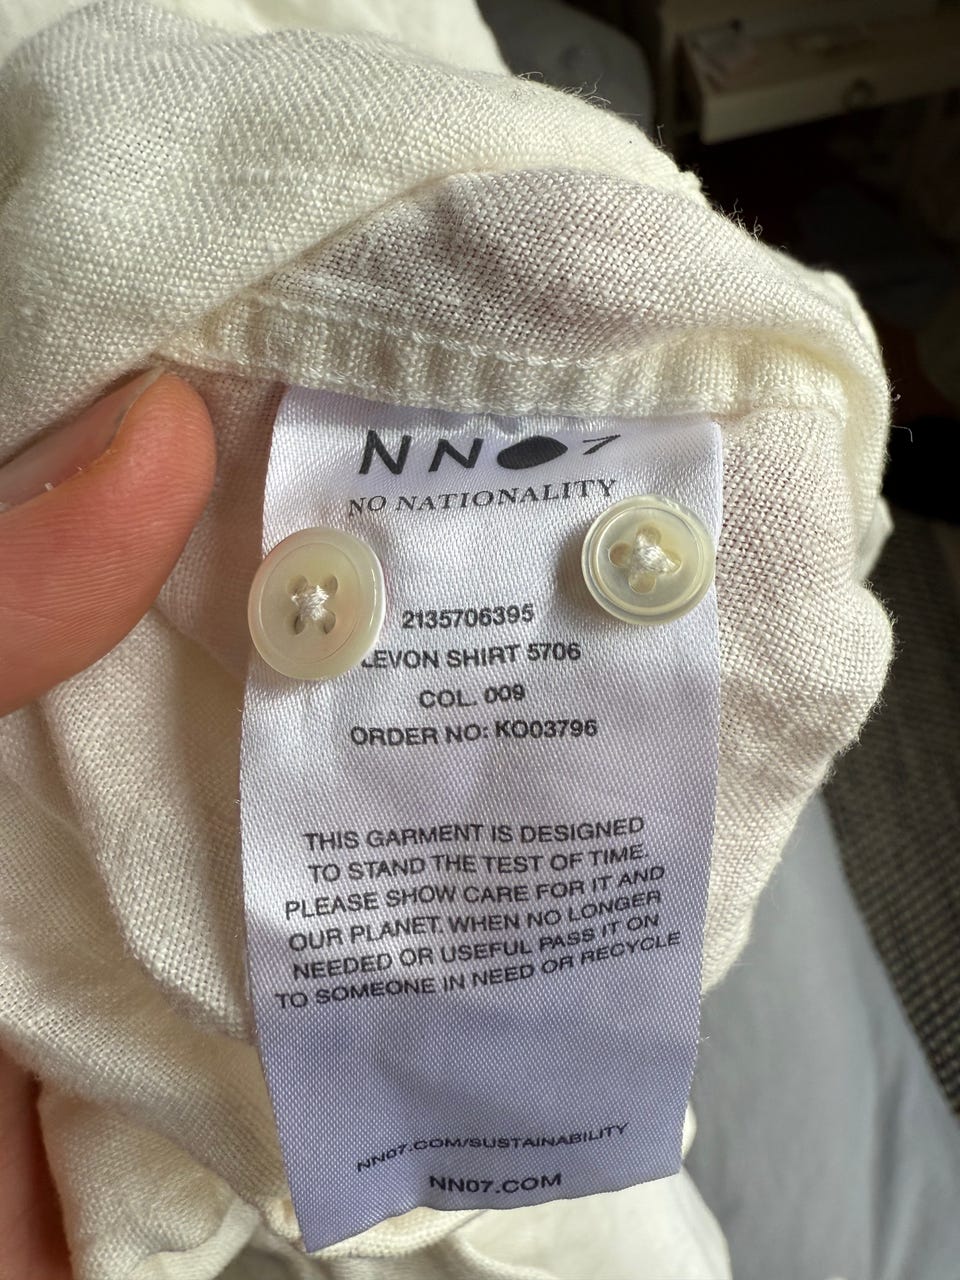 NN07
NO NATIONALITY
2135706395
LEVON SHIRT 5706
COL. 009
ORDER NO: KO03796
THIS GARMENT IS DESIGNED
TO STAND THE TEST OF TIME.
PLEASE SHOW CARE FOR IT AND
OUR PLANET. WHEN NO LONGER
NEEDED OR USEFUL PASS IT ON
TO SOMEONE IN NEED OR RECYCLE
NN07.COM/SUSTAINABILITY
NN07.COM